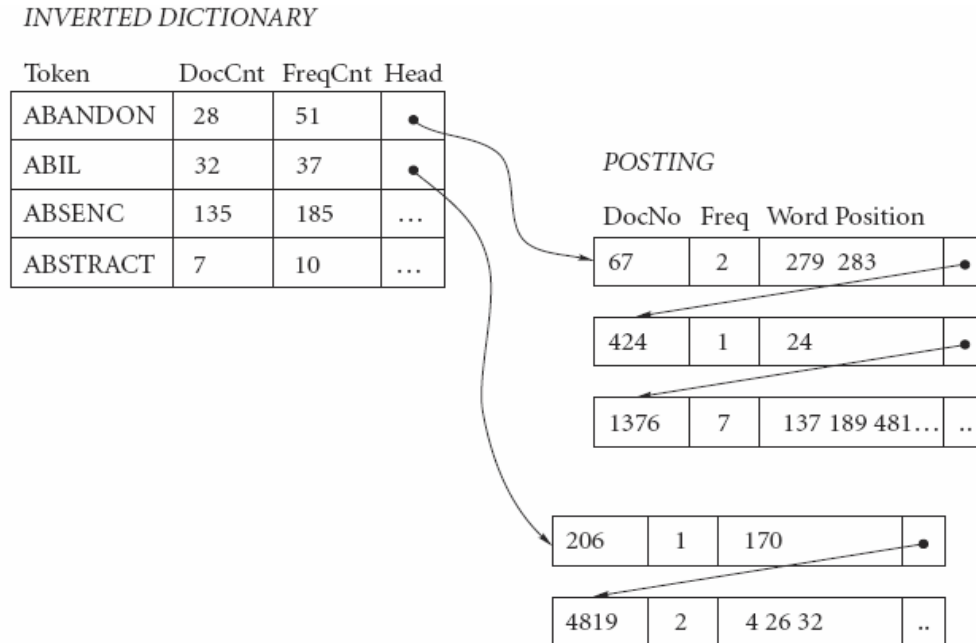 INVERTED DICTIONARY
Token DocCnt FreqCnt Head
ABANDON 28 51
ABIL 32 37
ABSENC 135 185 ...
ABSTRACT 7 10 ...
POSTING
DocNo Freq Word Position
67 2 279 283
424 1 24
1376 7 137 189 481... ..
206 1 170
4819 2 4 26 32 ..